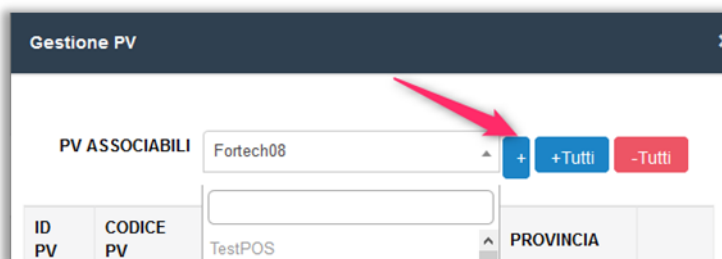 Gestione PV
PV ASSOCIABILI Fortech08 + +Tutti -Tutti
ID PV CODICE PV PROVINCIA
TestPOS